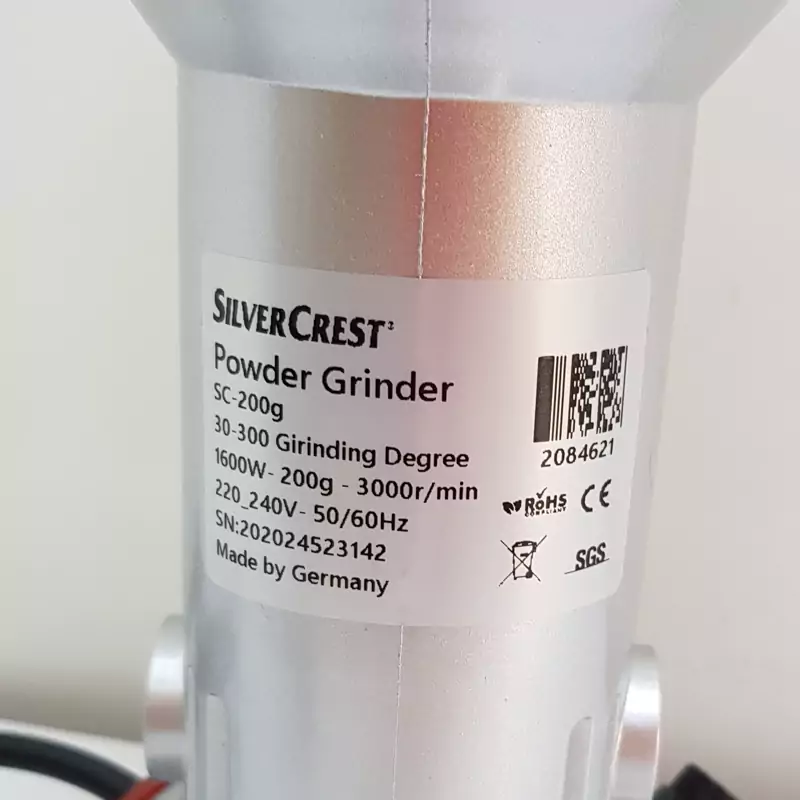 SILVERCREST
Powder Grinder
SC-200g
30-300 Girinding Degree
1600W- 200g - 3000r/min
220_240V- 50/60Hz
SN:202024523142
Made by Germany
2084621
RoHS
COMPLIANT
CE
SGS